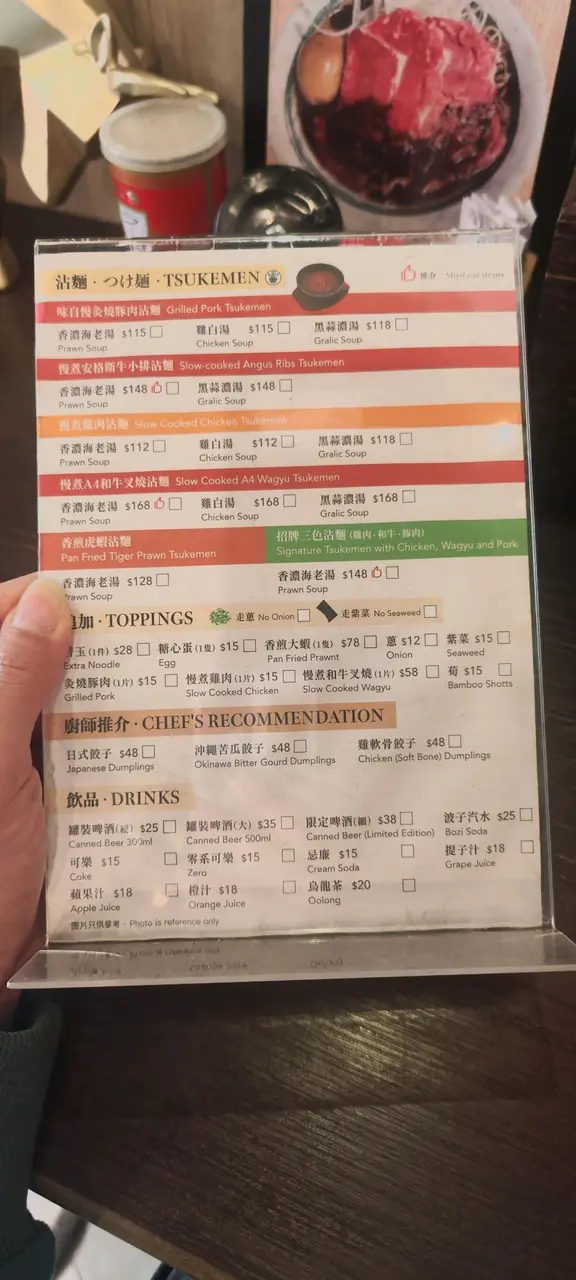 沾麵 · つけ麺 · TSUKEMEN 推介 Must eat items
味自慢炙燒豚肉沾麵 Grilled Pork Tsukemen
香濃海老湯 $115 雞白湯 $115 黑蒜濃湯 $118
Prawn Soup Chicken Soup Gralic Soup
慢煮安格斯牛小排沾麵 Slow-cooked Angus Ribs Tsukemen
香濃海老湯 $148 黑蒜濃湯 $148
Prawn Soup Gralic Soup
慢煮雞肉沾麵 Slow Cooked Chicken Tsukemen
香濃海老湯 $112 雞白湯 $112 黑蒜濃湯 $118
Prawn Soup Chicken Soup Gralic Soup
慢煮A4和牛叉燒沾麵 Slow Cooked A4 Wagyu Tsukemen
香濃海老湯 $168 雞白湯 $168 黑蒜濃湯 $168
Prawn Soup Chicken Soup Gralic Soup
香煎虎蝦沾麵 招牌三色沾麵 (雞肉·和牛·豚肉)
Pan Fried Tiger Prawn Tsukemen Signature Tsukemen with Chicken, Wagyu and Pork
香濃海老湯 $128 香濃海老湯 $148
Prawn Soup Prawn Soup
追加 · TOPPINGS 走蔥 No Onion 走紫菜 No Seaweed
替玉 (1件) $28 糖心蛋 (1隻) $15 香煎大蝦 (1隻) $78 蔥 $12 紫菜 $15
Extra Noodle Egg Pan Fried Prawnt Onion Seaweed
炙燒豚肉 (1片) $15 慢煮雞肉 (1片) $15 慢煮和牛叉燒 (1片) $58 荀 $15
Grilled Pork Slow Cooked Chicken Slow Cooked Wagyu Bamboo Shotts
廚師推介 · CHEF'S RECOMMENDATION
日式餃子 $48 沖繩苦瓜餃子 $48 雞軟骨餃子 $48
Japanese Dumplings Okinawa Bitter Gourd Dumplings Chicken (Soft Bone) Dumplings
飲品 · DRINKS
罐裝啤酒 $25 罐裝啤酒(大) $35 限定啤酒(細) $38 波子汽水 $25
Canned Beer 300ml Canned Beer 500ml Canned Beer (Limited Edition) Bozi Soda
可樂 $15 零系可樂 $15 忌廉 $15 提子汁 $18
Coke Zero Cream Soda Grape Juice
蘋果汁 $18 橙汁 $18 烏龍茶 $20
Apple Juice Orange Juice Oolong
圖片只供參考 - Photo is reference only